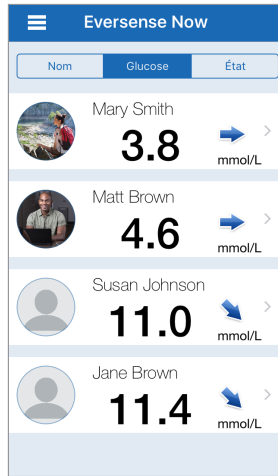 Eversense Now
Nom Glucose État
Mary Smith
3.8
mmol/L
Matt Brown
4.6
mmol/L
Susan Johnson
11.0
mmol/L
Jane Brown
11.4
mmol/L